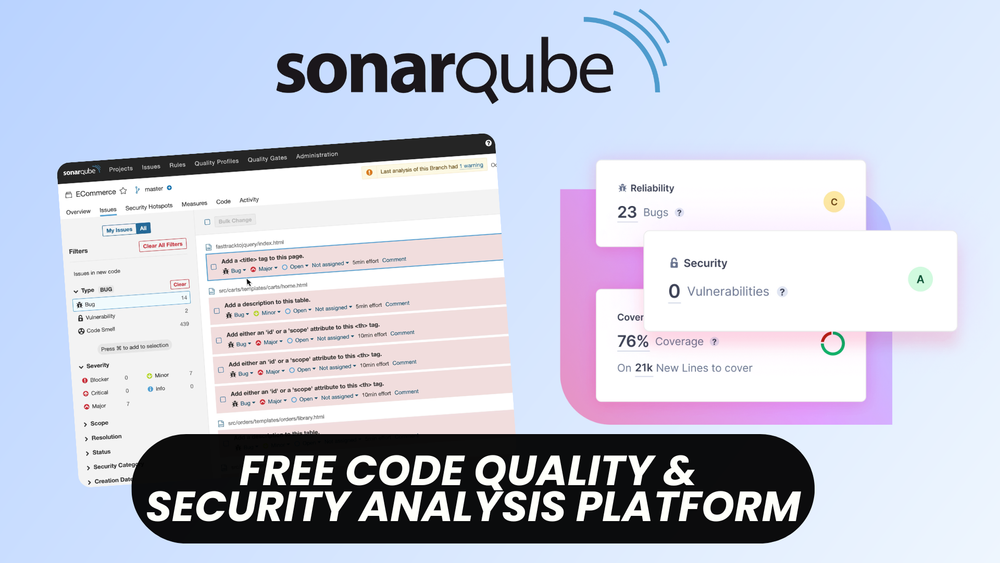 sonarqube
sonarqube Projects Issues Rules Quality Profiles Quality Gates Administration ?
ECommerce master
Last analysis of this Branch had 1 warning
Overview Issues Security Hotspots Measures Code Activity
My Issues All
Bulk Change
Filters
Clear All Filters
Issues in new code
Type BUG Clear
Bug 14
Vulnerability 2
Code Smell 439
Press ⌘ to add to selection
Severity
Blocker 0 Minor 7
Critical 0 Info 0
Major 7
Scope
Resolution
Status
Security Categ
Creation Date
fasttracktojquery/index.html
Add a <title> tag to this page.
Bug Major Open Not assigned 5min effort Comment
src/carts/templates/carts/home.html
Add a description to this table.
Bug Minor Open Not assigned 5min effort Comment
Add either an 'id' or a 'scope' attribute to this <th> tag.
Bug Major Open Not assigned 10min effort Comment
Add either an 'id' or a 'scope' attribute to this <th> tag.
Bug Major Open Not assigned 10min effort Comment
Add either an 'id' or a 'scope' attribute to this <th> tag.
Bug Major Open Not assigned 10min effort Comment
src/orders/templates/orders/library.html
Reliability
23 Bugs ?
C
Security
0 Vulnerabilities ?
A
Cover
76% Coverage ?
On 21k New Lines to cover
FREE CODE QUALITY &
SECURITY ANALYSIS PLATFORM